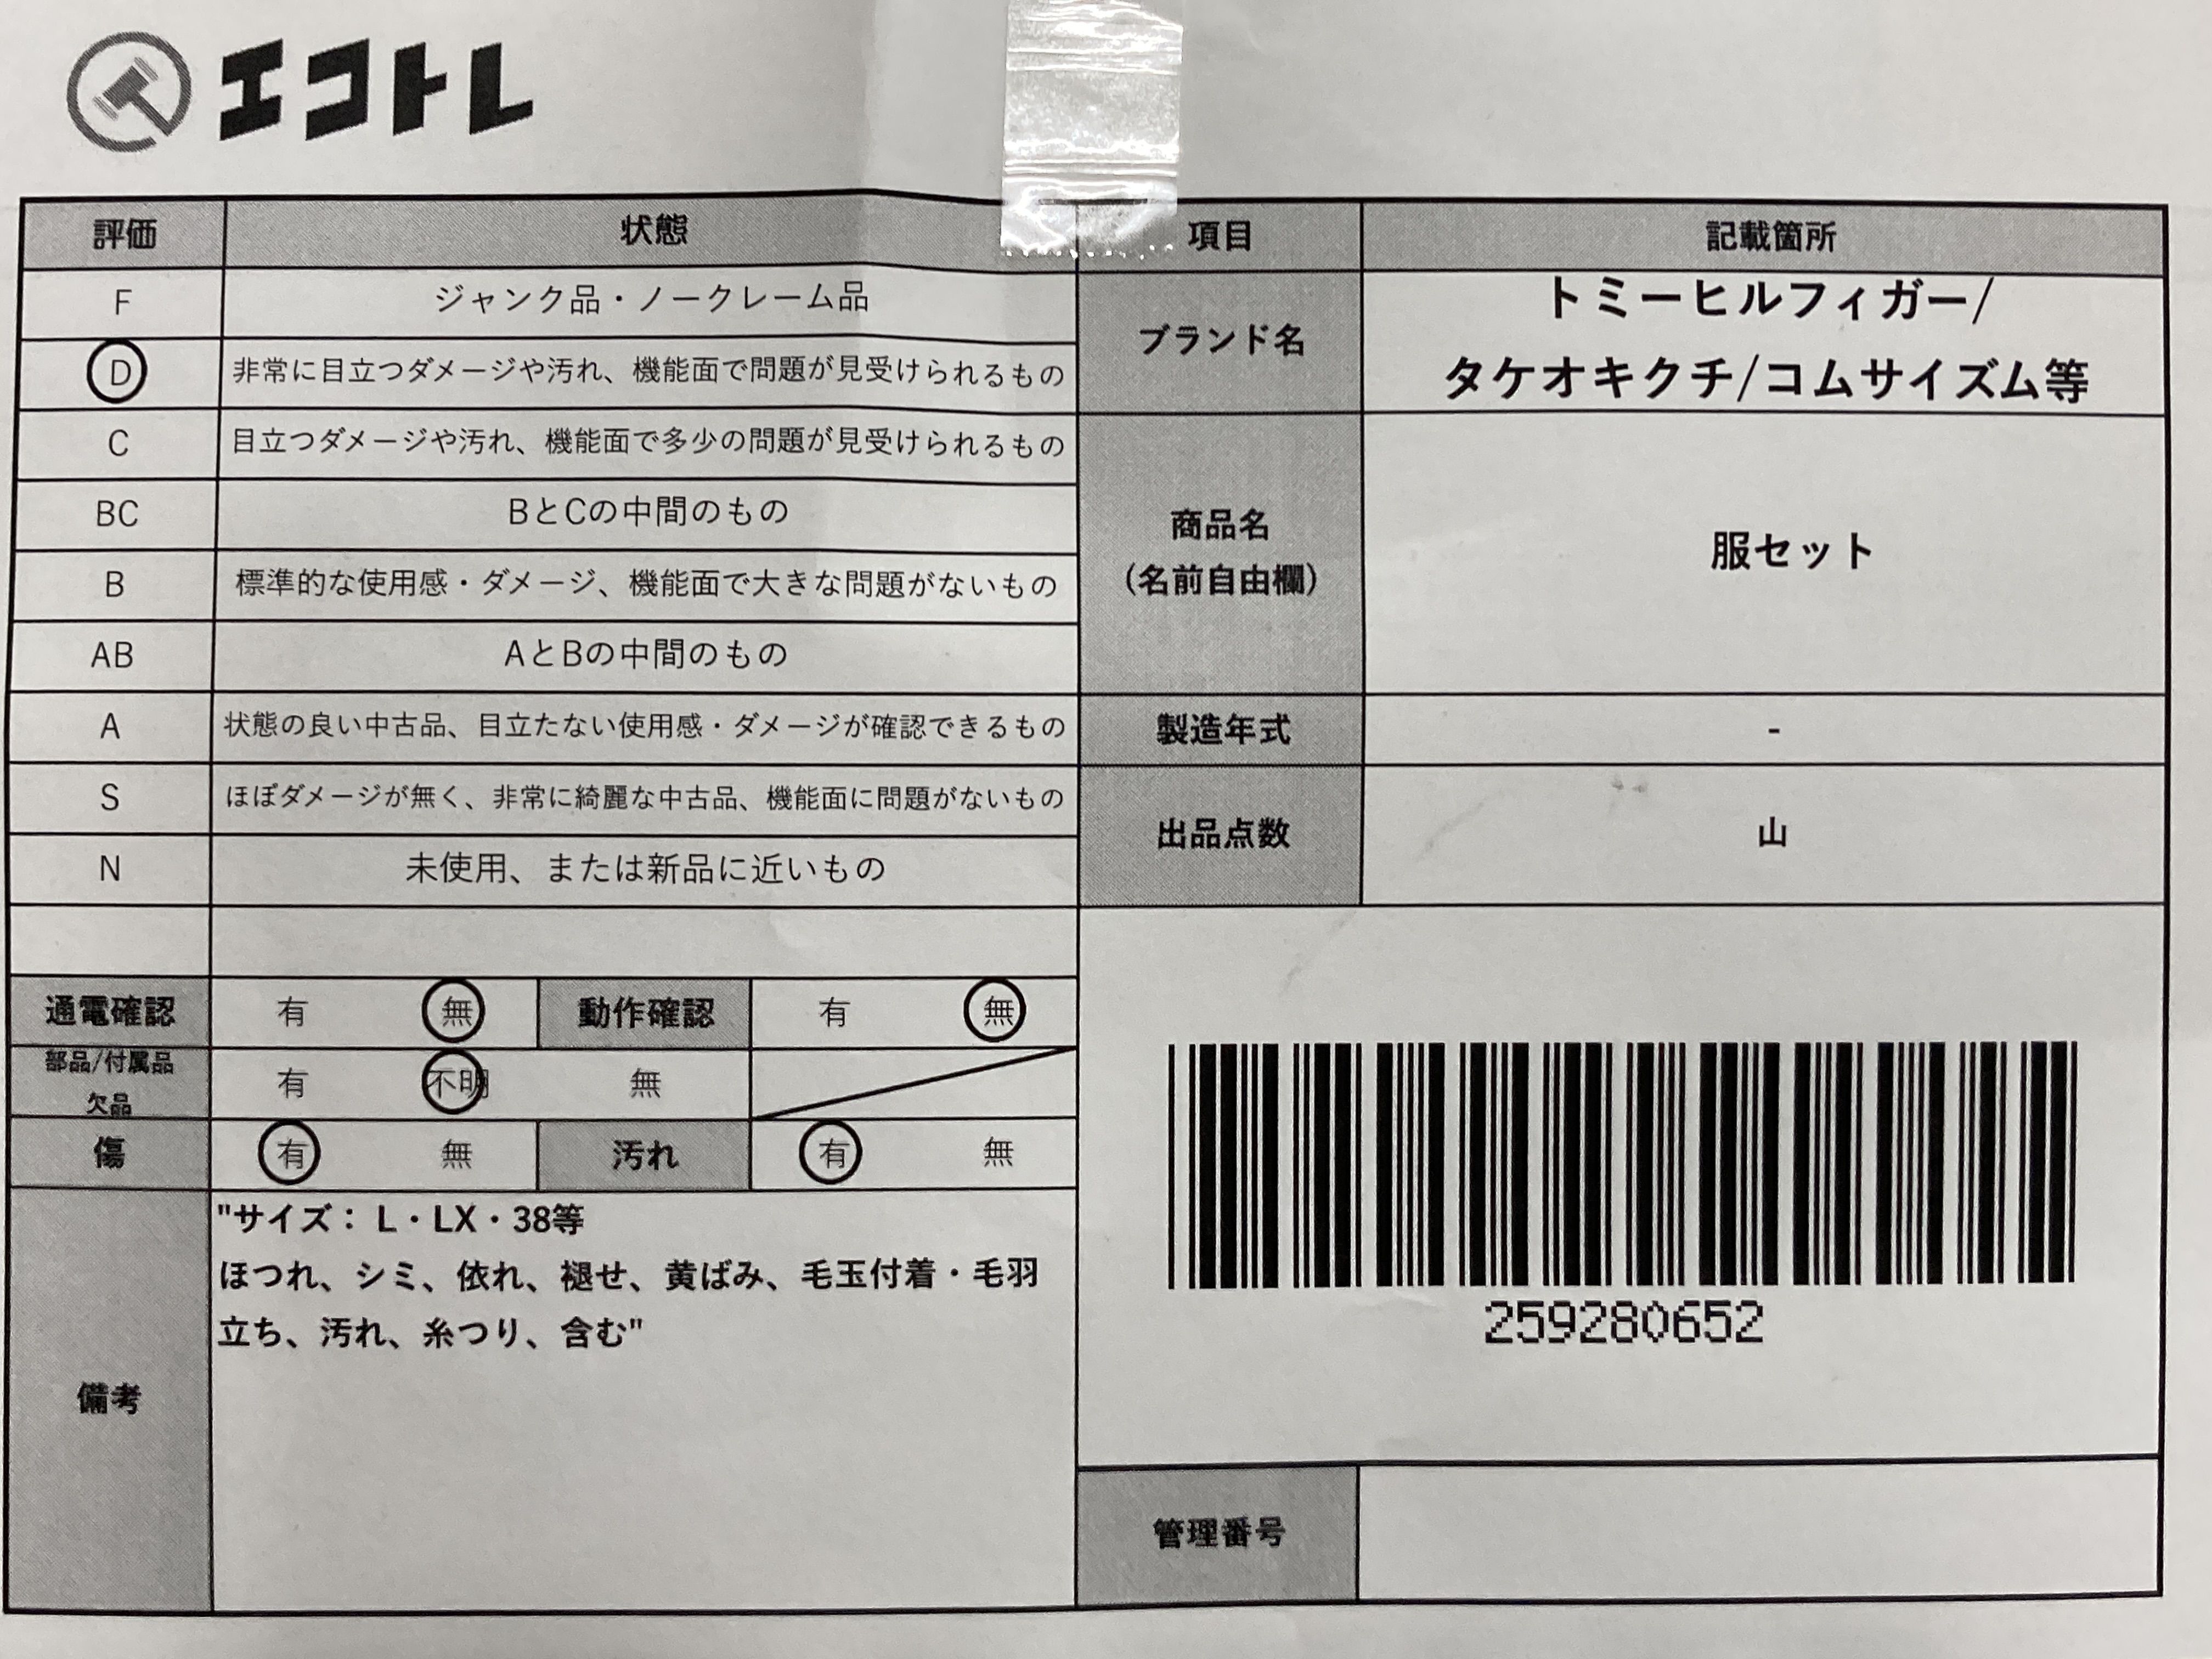 エコトレ
評価 状態
F ジャンク品・ノークレーム品
D 非常に目立つダメージや汚れ、機能面で問題が見受けられるもの
C 目立つダメージや汚れ、機能面で多少の問題が見受けられるもの
BC BとCの中間のもの
B 標準的な使用感・ダメージ、機能面で大きな問題がないもの
AB AとBの中間のもの
A 状態の良い中古品、目立たない使用感・ダメージが確認できるもの
S ほぼダメージが無く、非常に綺麗な中古品、機能面に問題がないもの
N 未使用、または新品に近いもの
通電確認 有 無 動作確認 有 無
部品/付属品
欠品
有 不明 無
傷 有 無 汚れ 有 無
備考
"サイズ： L・LX・38等
ほつれ、シミ、依れ、褪せ、黄ばみ、毛玉付着・毛羽
立ち、汚れ、糸つり、含む"
項目 記載箇所
ブランド名
トミーヒルフィガー/
タケオキクチ/コムサイズム等
商品名
（名前自由欄）
服セット
製造年式 -
出品点数 山
259280652
管理番号